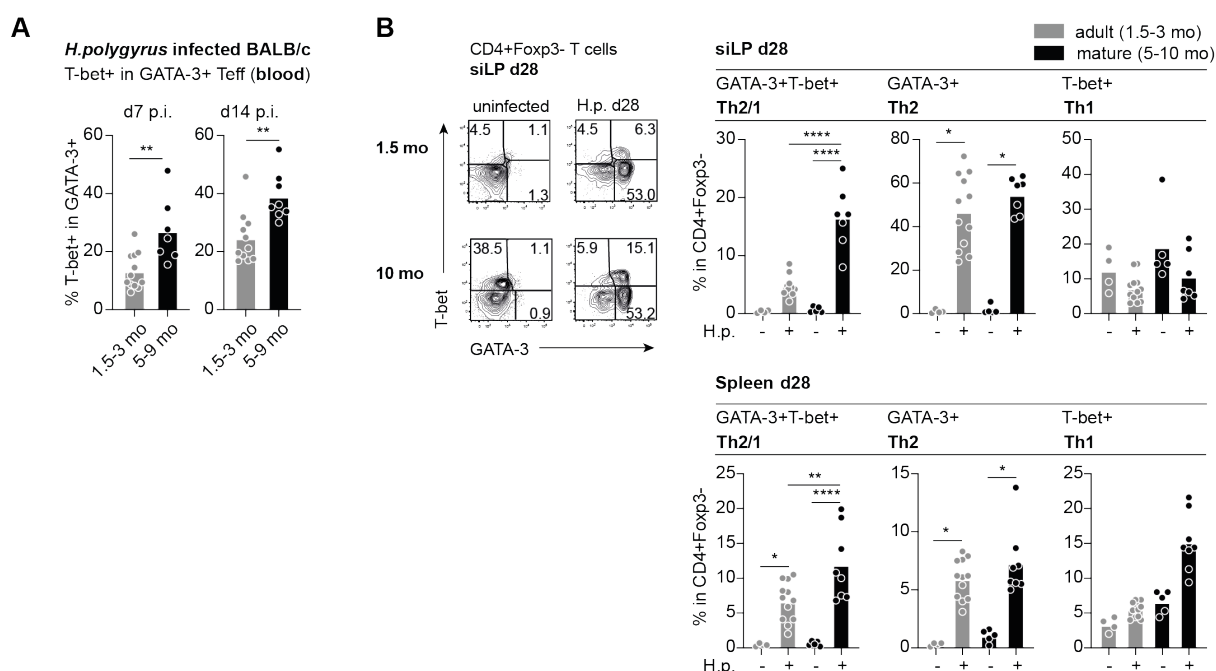 A
H.polygyrus infected BALB/c
T-bet+ in GATA-3+ Teff (blood)
d7 p.i.
d14 p.i.
% T-bet+ in GATA-3+
60
40
20
0
**
1.5-3 mo
5-9 mo
60
40
20
0
**
1.5-3 mo
5-9 mo
B
CD4+Foxp3- T cells
siLP d28
uninfected
H.p. d28
1.5 mo
4.5
1.1
1.3
4.5
6.3
53.0
10 mo
38.5
1.1
0.9
5.9
15.1
53.2
T-bet
GATA-3
adult (1.5-3 mo)
mature (5-10 mo)
siLP d28
GATA-3+T-bet+
Th2/1
GATA-3+
Th2
T-bet+
Th1
% in CD4+Foxp3-
30
20
10
0
****
****
H.p.
- + - +
80
60
40
20
0
*
*
- + - +
50
40
30
20
10
0
- + - +
Spleen d28
GATA-3+T-bet+
Th2/1
GATA-3+
Th2
T-bet+
Th1
% in CD4+Foxp3-
25
20
15
10
5
0
*
**
****
H.p.
- + - +
15
10
5
0
*
*
- + - +
25
20
15
10
5
0
- + - +